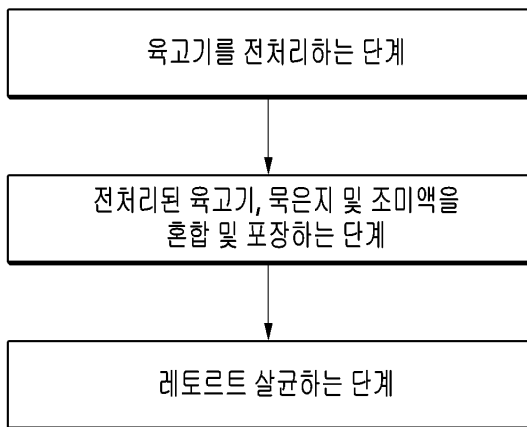 육고기를 전처리하는 단계
전처리된 육고기, 묵은지 및 조미액을
혼합 및 포장하는 단계
레토르트 살균하는 단계